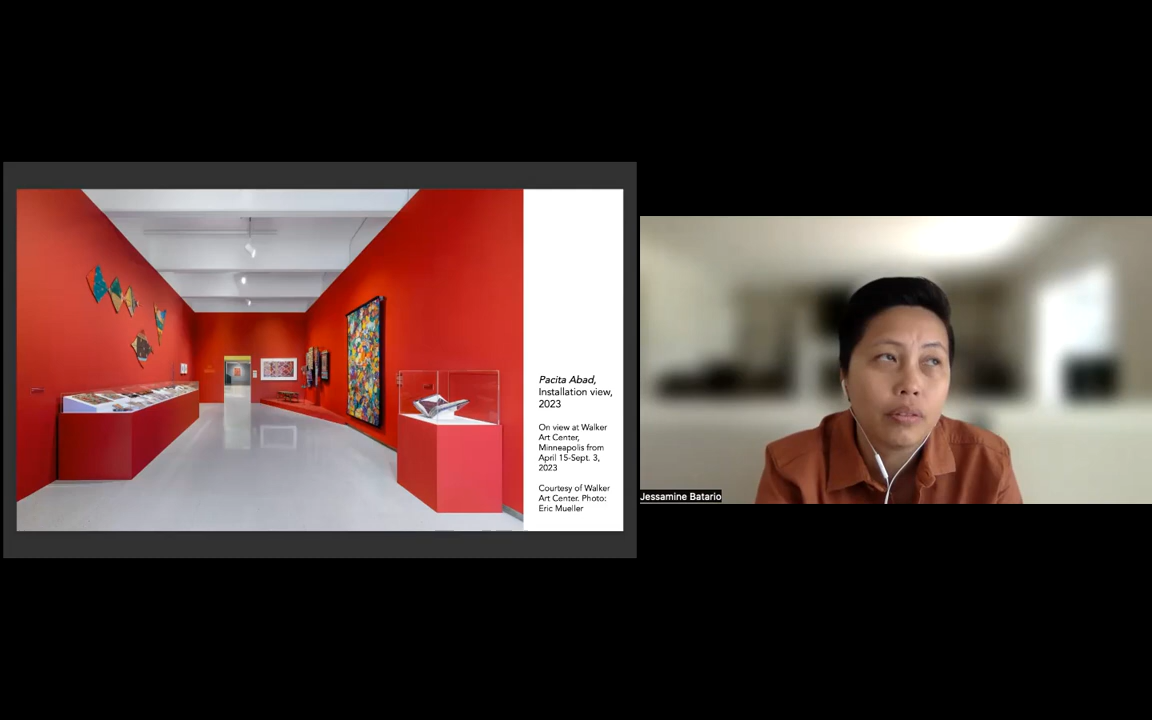 Pacita Abad,
Installation view,
2023
On view at Walker
Art Center,
Minneapolis from
April 15-Sept. 3,
2023
Courtesy of Walker
Art Center. Photo:
Eric Mueller
Jessamine Batario